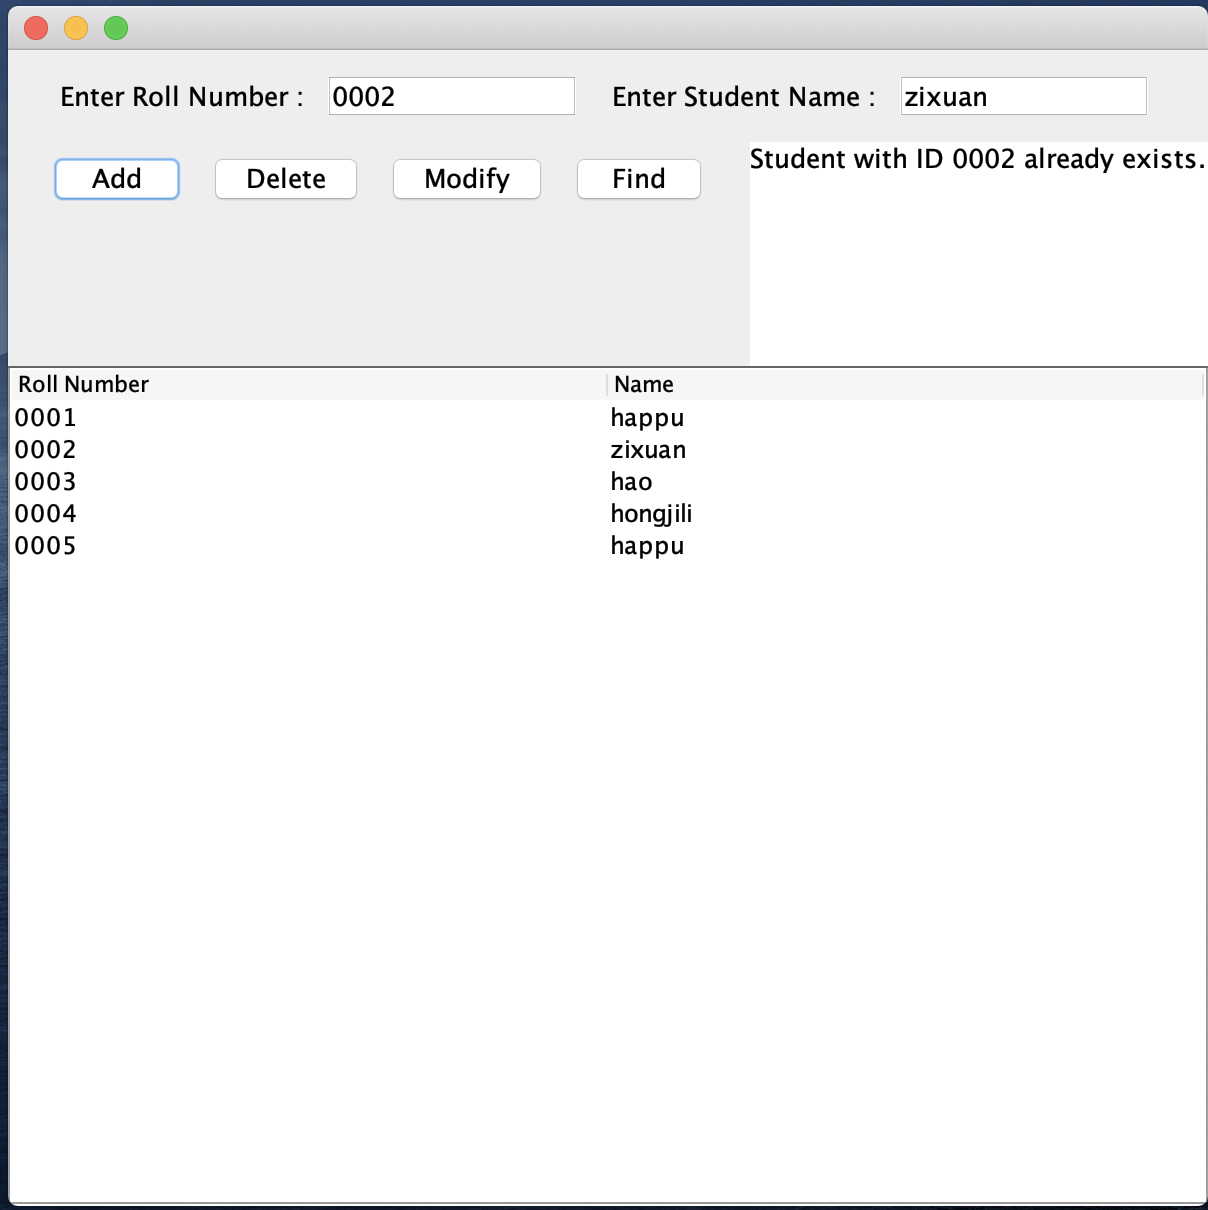 Enter Roll Number : 0002 Enter Student Name : zixuan
Add Delete Modify Find
Student with ID 0002 already exists.
Roll Number Name
0001 happu
0002 zixuan
0003 hao
0004 hongjili
0005 happu